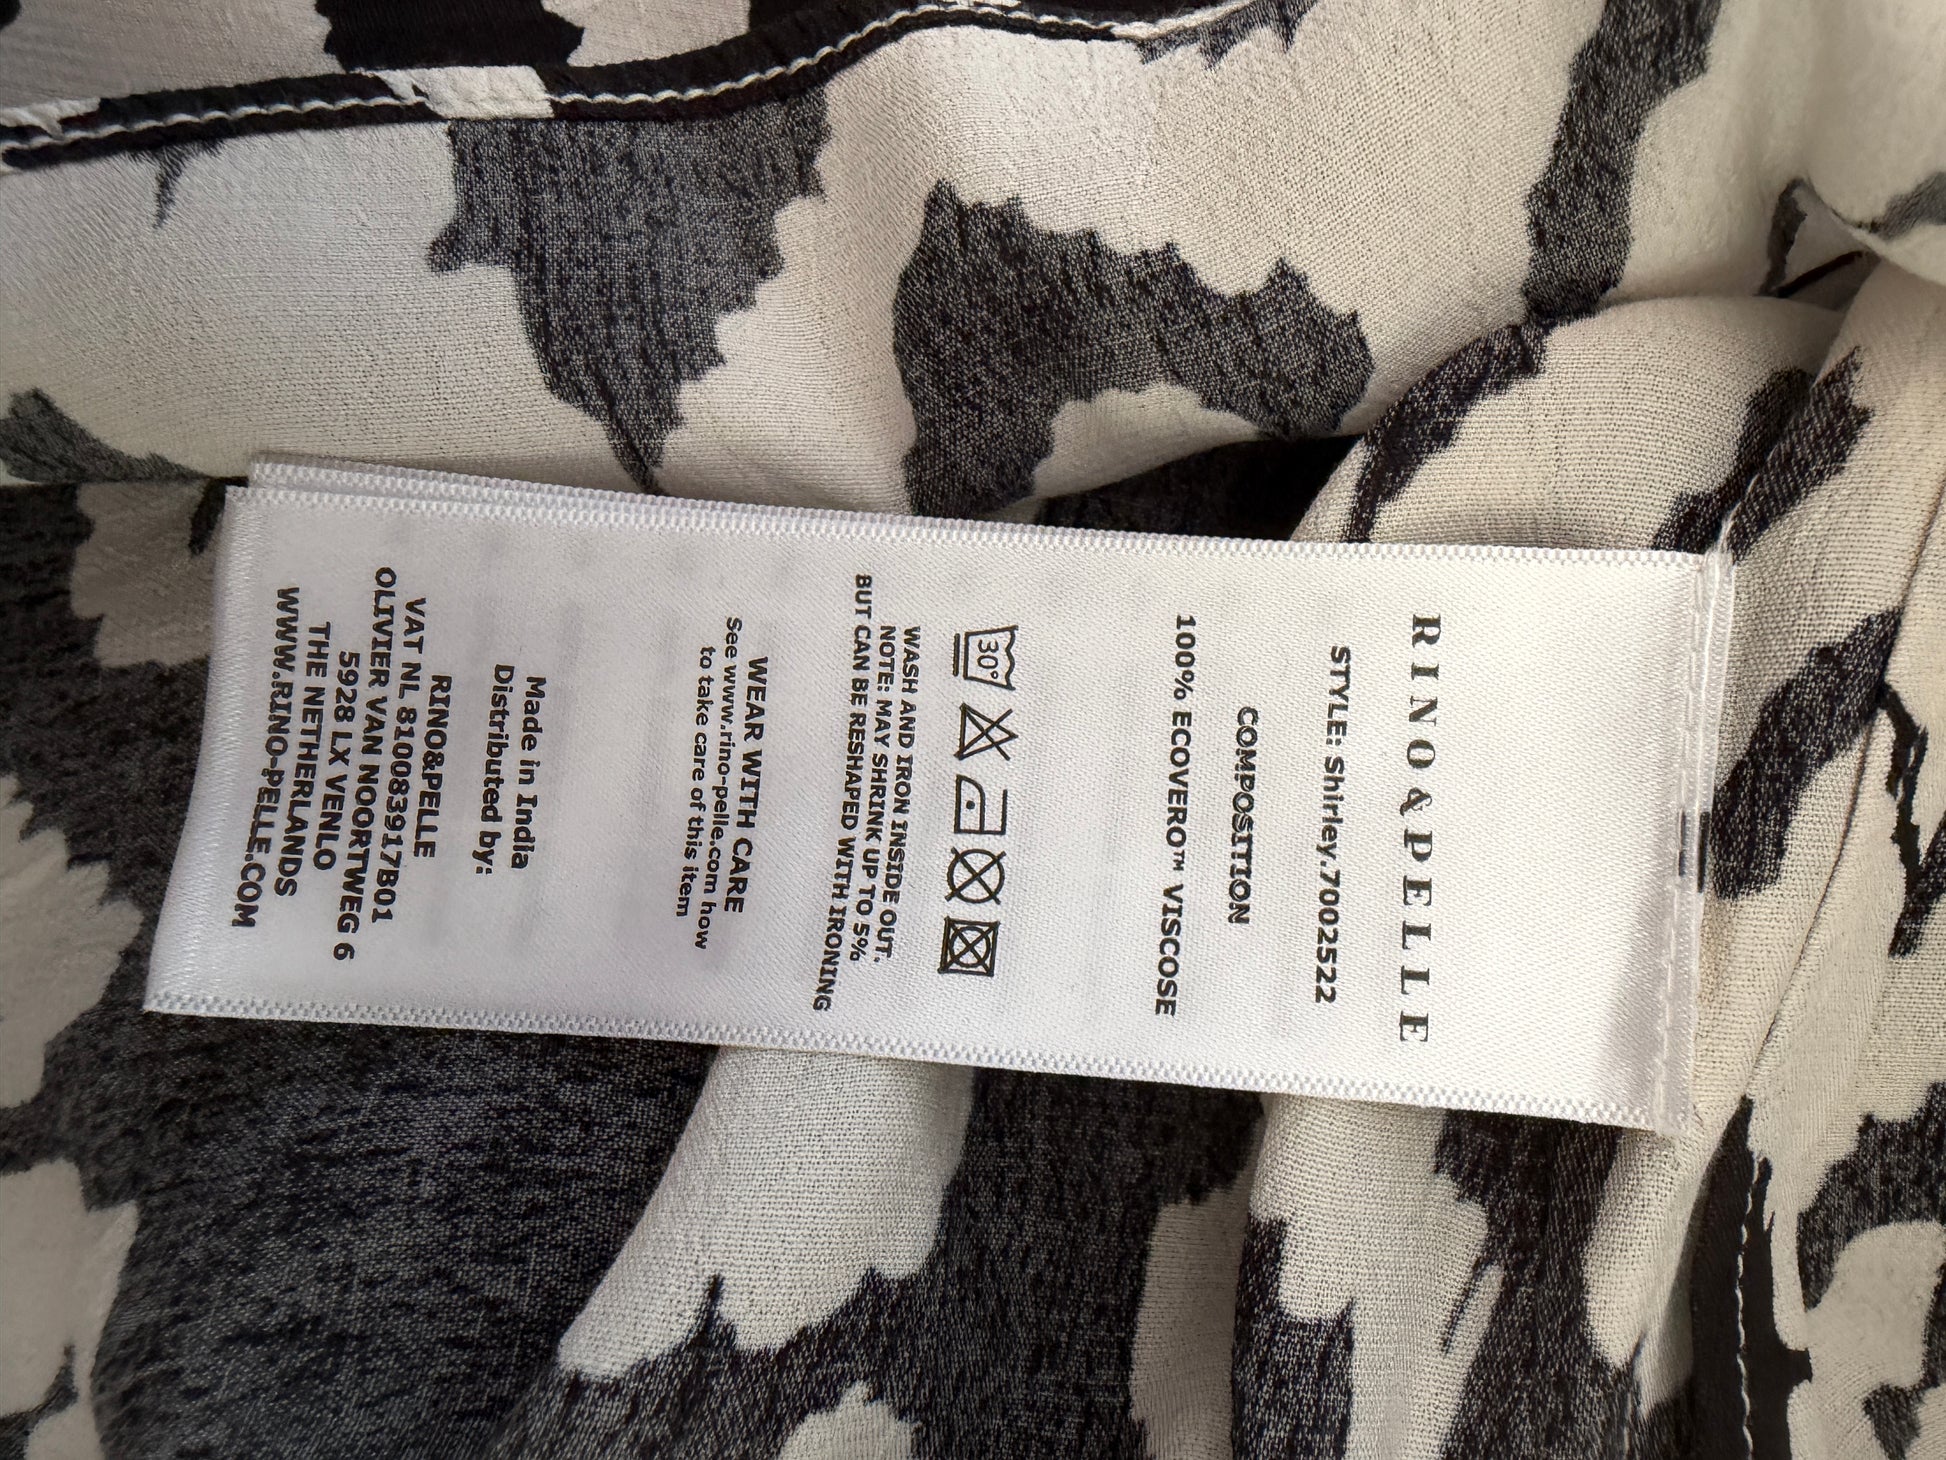 RINO&PELLE
STYLE: Shirley.7002522
COMPOSITION
100% ECOVERO™ VISCOSE
30°
WASH AND IRON INSIDE OUT.
NOTE: MAY SHRINK UP TO 5%
BUT CAN BE RESHAPED WITH IRONING
WEAR WITH CARE
See www.rino-pelle.com how
to take care of this item
Made in India
Distributed by:
RINO&PELLE
VAT NL 810083917B01
OLIVIER VAN NOORTWEG 6
5928 LX VENLO
THE NETHERLANDS
WWW.RINO-PELLE.COM